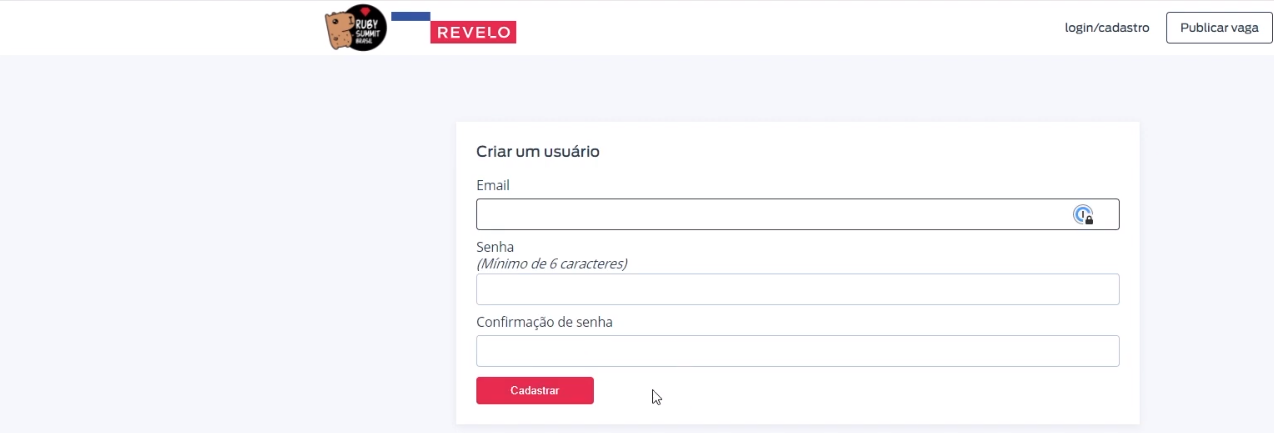 RUBY
SUMMIT
BRASIL
REVELO
login/cadastro
Publicar vaga
Criar um usuário
Email
Senha
(Mínimo de 6 caracteres)
Confirmação de senha
Cadastrar